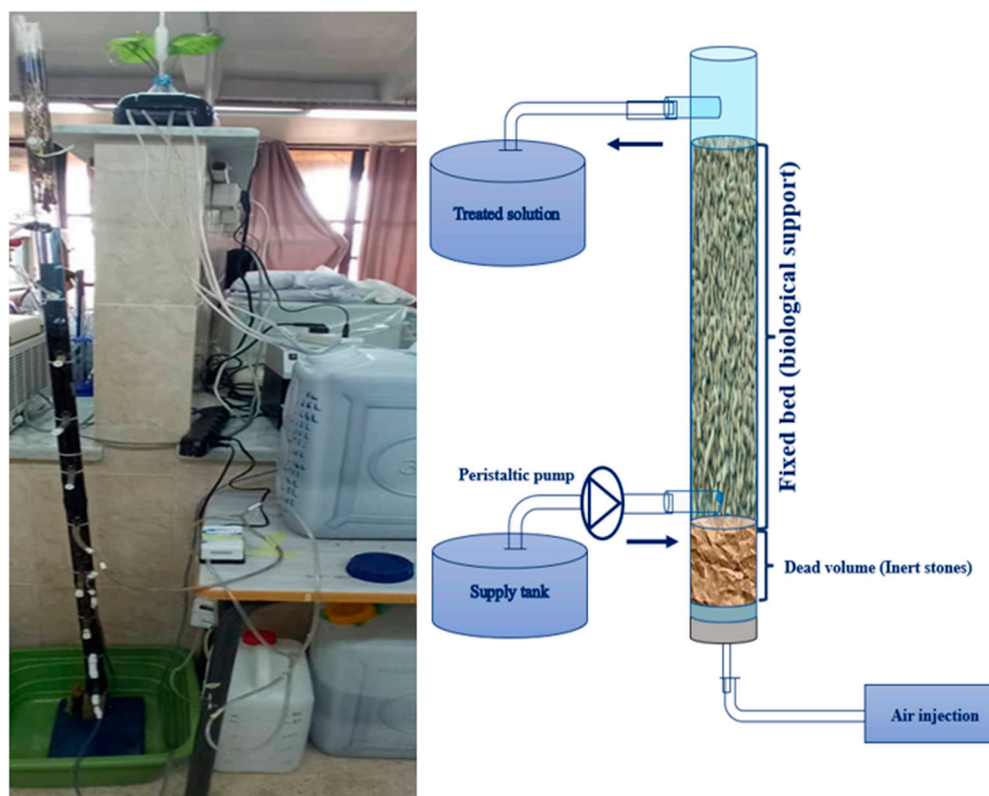 Treated solution
Fixed bed (biological support)
Peristaltic pump
Supply tank
Dead volume (Inert stones)
Air injection